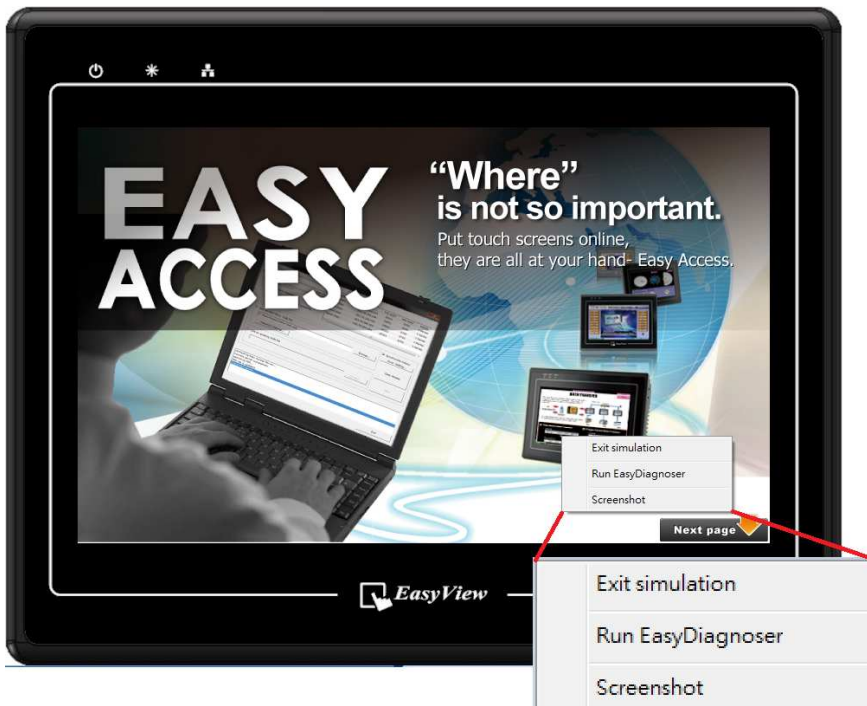 EASY
ACCESS
“Where”
is not so important.
Put touch screens online,
they are all at your hand- Easy Access.
Exit simulation
Run EasyDiagnoser
Screenshot
Next page
EasyView
Exit simulation
Run EasyDiagnoser
Screenshot